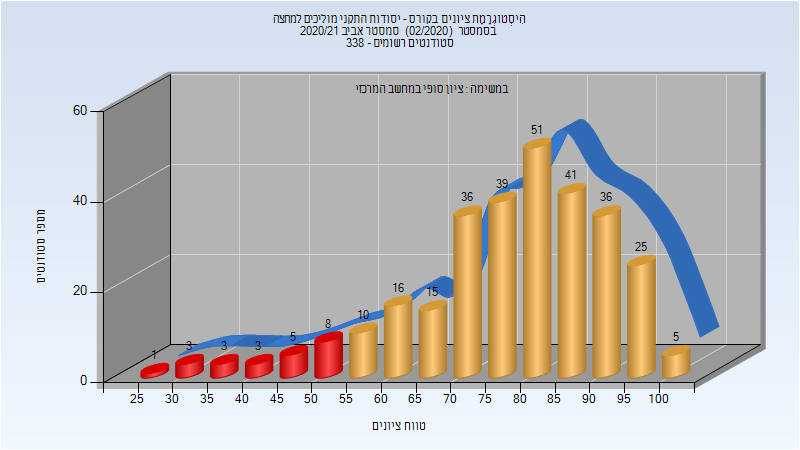 היסטוגרמת ציונים בקורס - יסודות התקני מוליכים למחצה
בסמסטר (02/2020) סמסטר אביב 2020/21
סטודנטים רשומים - 338
במשימה : ציון סופי במחשב המרכזי
מספר סטודנטים
60
40
20
0
1
3
3
3
5
8
10
16
15
36
39
51
41
36
25
5
25 30 35 40 45 50 55 60 65 70 75 80 85 90 95 100
טווח ציונים